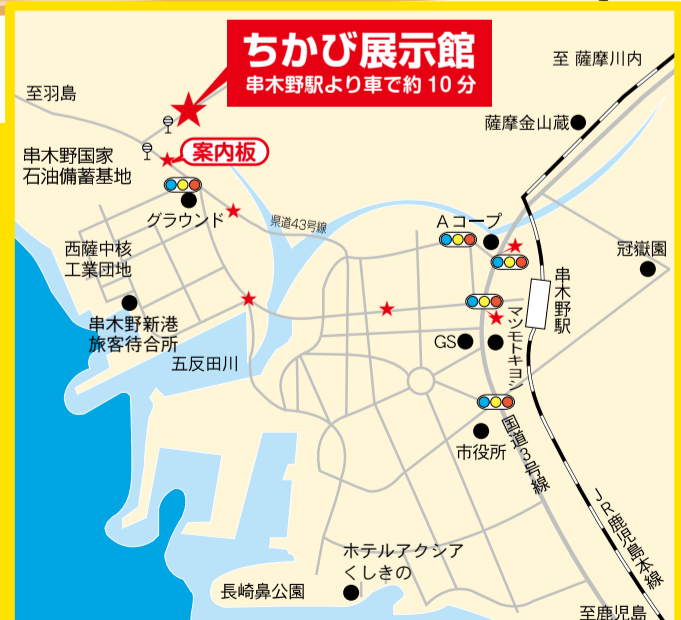 ちかび展示館
串木野駅より車で約10分
至 薩摩川内
至羽島
薩摩金山蔵
案内板
串木野国家
石油備蓄基地
グラウンド
県道43号線
Aコープ
冠嶽園
西薩中核
工業団地
串木野駅
串木野新港
旅客待合所
マツモトキヨシ
GS
五反田川
国道3号線
市役所
JR鹿児島本線
ホテルアクシア
くしきの
長崎鼻公園
至鹿児島